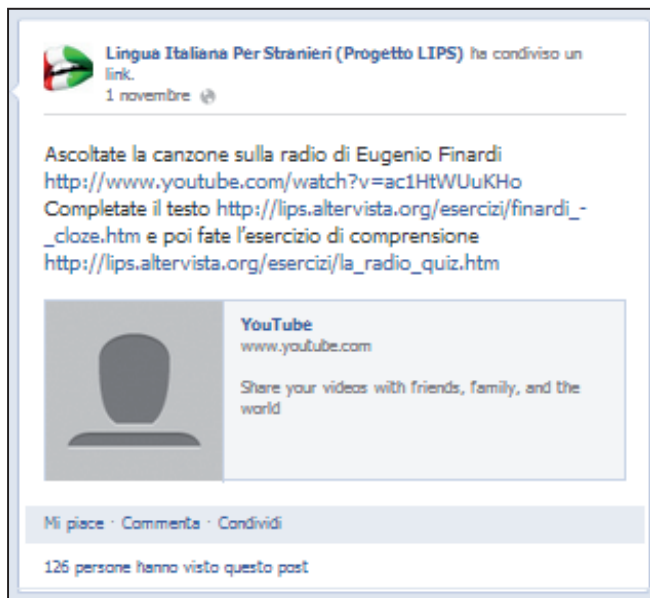 Lingua Italiana Per Stranieri (Progetto LIPS) ha condiviso un
link.
1 novembre
Ascoltate la canzone sulla radio di Eugenio Finardi
http://www.youtube.com/watch?v=ac1HtWUuKHo
Completate il testo http://lips.altervista.org/esercizi/finardi_-
_cloze.htm e poi fate l'esercizio di comprensione
http://lips.altervista.org/esercizi/la_radio_quiz.htm
YouTube
www.youtube.com
Share your videos with friends, family, and the
world
Mi piace · Commenta · Condividi
126 persone hanno visto questo post